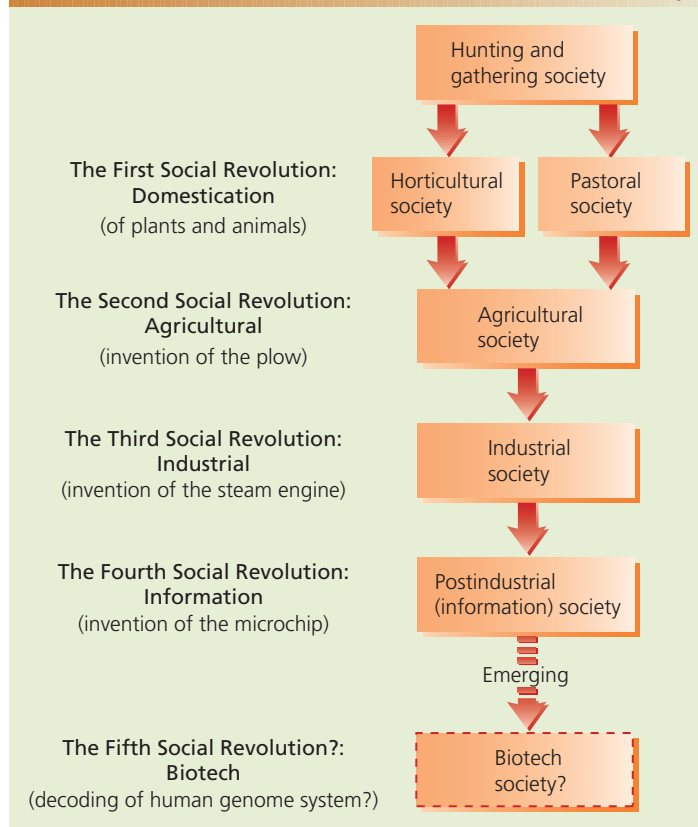 Hunting and
gathering society
The First Social Revolution:
Domestication
(of plants and animals)
Horticultural
society
Pastoral
society
The Second Social Revolution:
Agricultural
(invention of the plow)
Agricultural
society
The Third Social Revolution:
Industrial
(invention of the steam engine)
Industrial
society
The Fourth Social Revolution:
Information
(invention of the microchip)
Postindustrial
(information) society
Emerging
The Fifth Social Revolution?:
Biotech
(decoding of human genome system?)
Biotech
society?